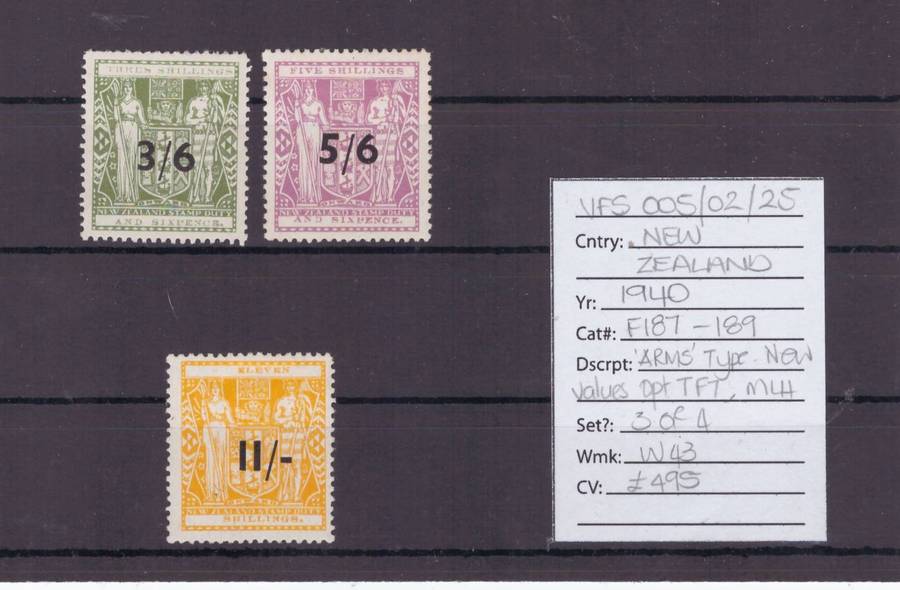 THREE SHILLINGS
3/6
NEW ZEALAND STAMP DUTY
AND SIXPENCE.
FIVE SHILLINGS
5/6
NEW ZEALAND STAMP DUTY
AND SIXPENCE.
ELEVEN
11/-
NEW ZEALAND STAMP DUTY
SHILLINGS.
VFS 005/02/25
Cntry: NEW
ZEALAND
Yr: 1940
Cat#: F187 - 189
Dscrpt: 'ARMS' Type. New
values Opt TFT, MLH
Set?: 3 of 4
Wmk: W43
CV: £495